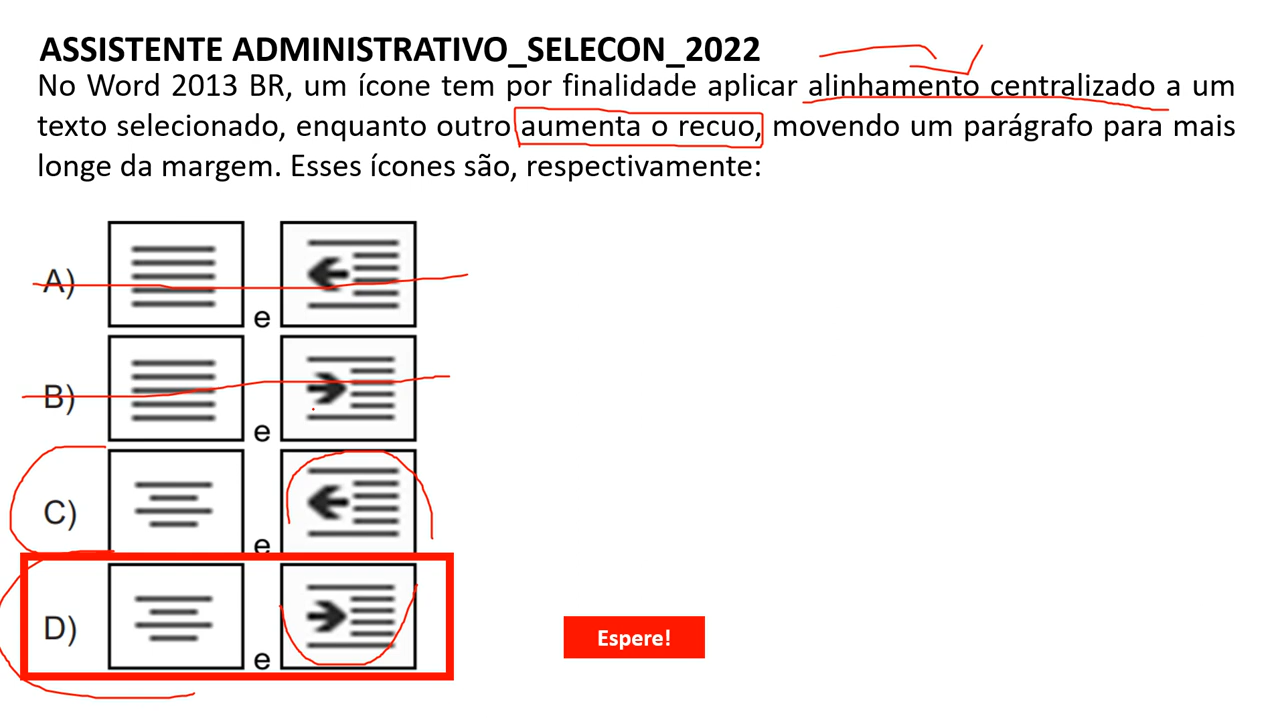 ASSISTENTE ADMINISTRATIVO_SELECON_2022
No Word 2013 BR, um ícone tem por finalidade aplicar alinhamento centralizado a um
texto selecionado, enquanto outro aumenta o recuo, movendo um parágrafo para mais
longe da margem. Esses ícones são, respectivamente:
A) e
B) e
C) e
D) e
Espere!